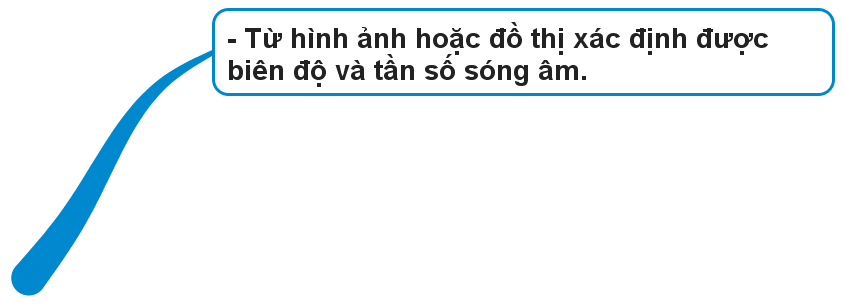 - Từ hình ảnh hoặc đồ thị xác định được
biên độ và tần số sóng âm.